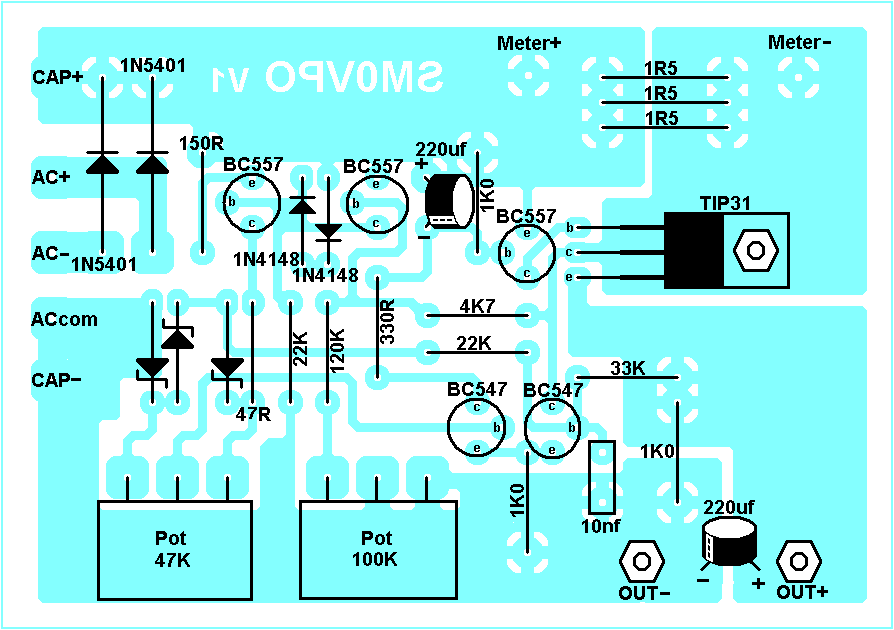 Meter+
Meter−
CAP+
1N5401
SM0VPO V1
1R5
1R5
1R5
150R
220uf
+
−
BC557
e
b
c
BC557
e
b
c
1K0
AC+
TIP31
b
c
e
BC557
e
b
c
AC−
1N5401
1N4148
1N4148
ACcom
4K7
330R
22K
120K
22K
CAP−
33K
BC547
c
b
e
BC547
c
b
e
47R
1K0
1K0
10nf
220uf
−
+
Pot
47K
Pot
100K
OUT−
OUT+